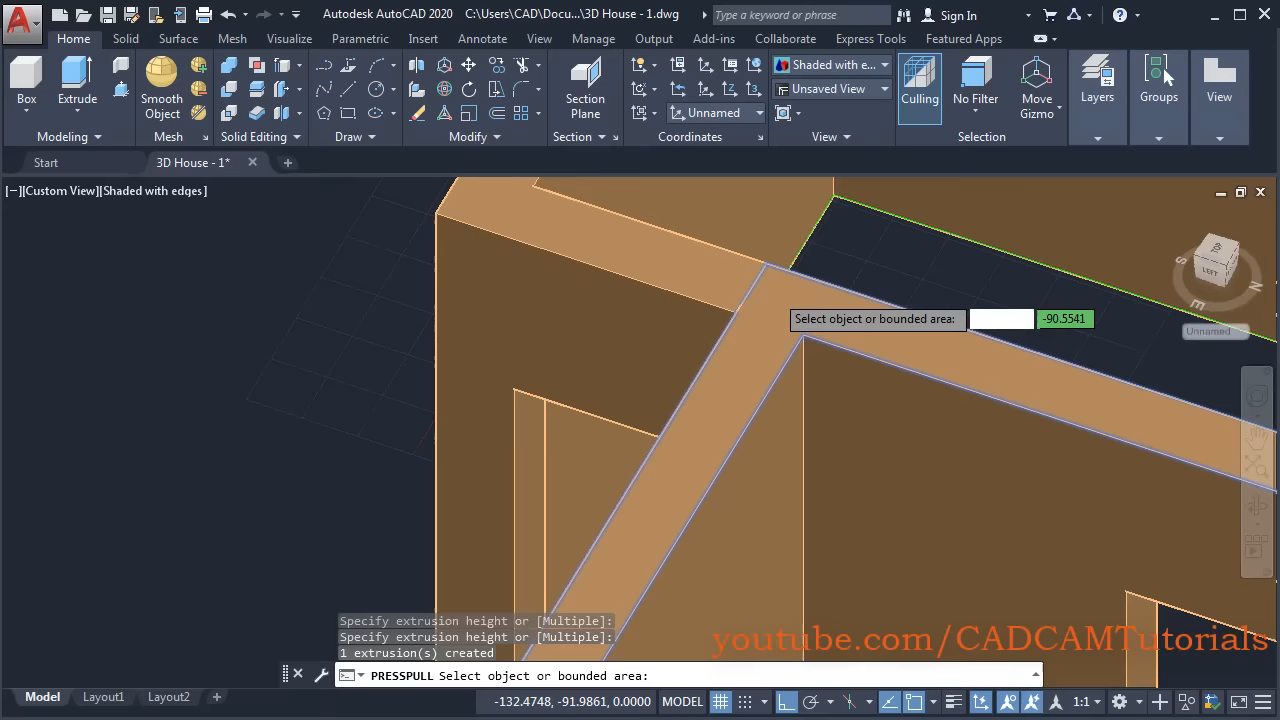 Autodesk AutoCAD 2020 C:\Users\CAD\Docu...\3D House - 1.dwg Type a keyword or phrase Sign In
Home Solid Surface Mesh Visualize Parametric Insert Annotate View Manage Output Add-ins Collaborate Express Tools Featured Apps
Box
Extrude
Smooth
Object
Section
Plane
Unnamed
Shaded with e...
Unsaved View
Culling
No Filter
Move
Gizmo
Layers
Groups
View
Modeling Mesh Solid Editing Draw Modify Section Coordinates View Selection
Start 3D House - 1*
[−][Custom View][Shaded with edges]
LEFT
S
N
E
Unnamed
Select object or bounded area: -90.5541
Specify extrusion height or [Multiple]:
Specify extrusion height or [Multiple]:
1 extrusion(s) created
youtube.com/CADCAMTutorials
PRESSPULL Select object or bounded area:
Model Layout1 Layout2 -132.4748, -91.9861, 0.0000 MODEL 1:1